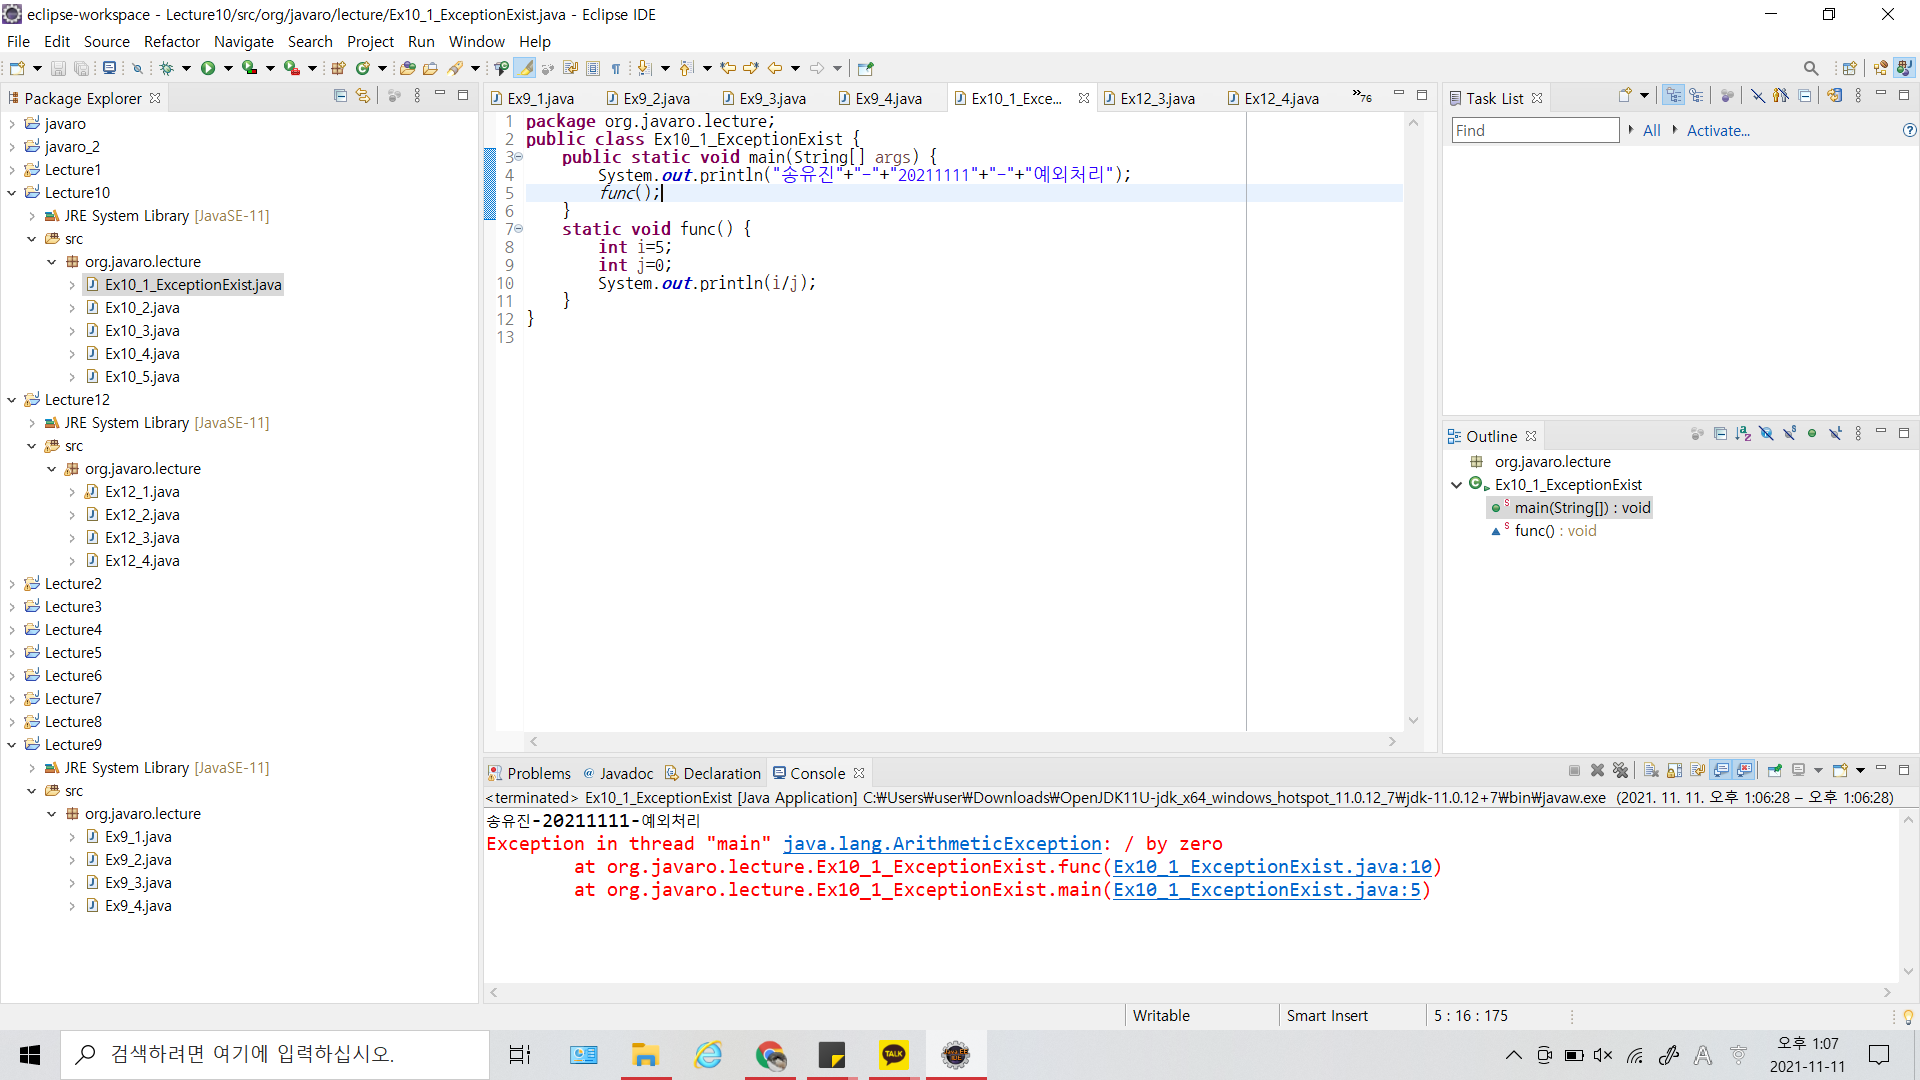 eclipse-workspace - Lecture10/src/org/javaro/lecture/Ex10_1_ExceptionExist.java - Eclipse IDE
File Edit Source Refactor Navigate Search Project Run Window Help
Package Explorer
javaro
javaro_2
Lecture1
Lecture10
JRE System Library [JavaSE-11]
src
org.javaro.lecture
Ex10_1_ExceptionExist.java
Ex10_2.java
Ex10_3.java
Ex10_4.java
Ex10_5.java
Lecture12
JRE System Library [JavaSE-11]
src
org.javaro.lecture
Ex12_1.java
Ex12_2.java
Ex12_3.java
Ex12_4.java
Lecture2
Lecture3
Lecture4
Lecture5
Lecture6
Lecture7
Lecture8
Lecture9
JRE System Library [JavaSE-11]
src
org.javaro.lecture
Ex9_1.java
Ex9_2.java
Ex9_3.java
Ex9_4.java
Ex9_1.java Ex9_2.java Ex9_3.java Ex9_4.java Ex10_1_Exce... Ex12_3.java Ex12_4.java »76
1 package org.javaro.lecture;
2 public class Ex10_1_ExceptionExist {
3 public static void main(String[] args) {
4 System.out.println("송유진"+"-"+"20211111"+"-"+"예외처리");
5 func();
6 }
7 static void func() {
8 int i=5;
9 int j=0;
10 System.out.println(i/j);
11 }
12 }
13
Task List
Find All Activate...
Outline
org.javaro.lecture
Ex10_1_ExceptionExist
main(String[]) : void
func() : void
Problems @ Javadoc Declaration Console
<terminated> Ex10_1_ExceptionExist [Java Application] C:₩Users₩user₩Downloads₩OpenJDK11U-jdk_x64_windows_hotspot_11.0.12_7₩jdk-11.0.12+7₩bin₩javaw.exe (2021. 11. 11. 오후 1:06:28 – 오후 1:06:28)
송유진-20211111-예외처리
Exception in thread "main" java.lang.ArithmeticException: / by zero
at org.javaro.lecture.Ex10_1_ExceptionExist.func(Ex10_1_ExceptionExist.java:10)
at org.javaro.lecture.Ex10_1_ExceptionExist.main(Ex10_1_ExceptionExist.java:5)
Writable Smart Insert 5 : 16 : 175
검색하려면 여기에 입력하십시오.
TALK
A
오후 1:07
2021-11-11